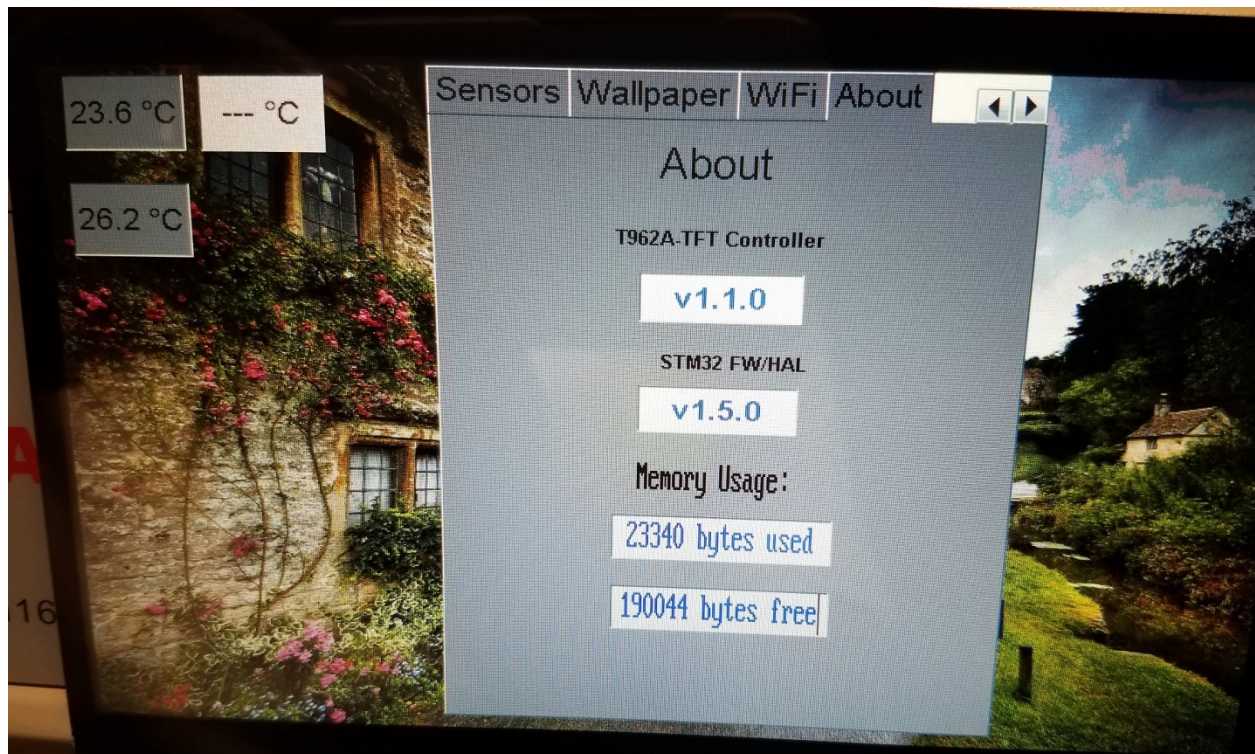 23.6 °C
--- °C
26.2 °C
Sensors Wallpaper WiFi About
About
T962A-TFT Controller
v1.1.0
STM32 FW/HAL
v1.5.0
Memory Usage:
23340 bytes used
190044 bytes free
A
16